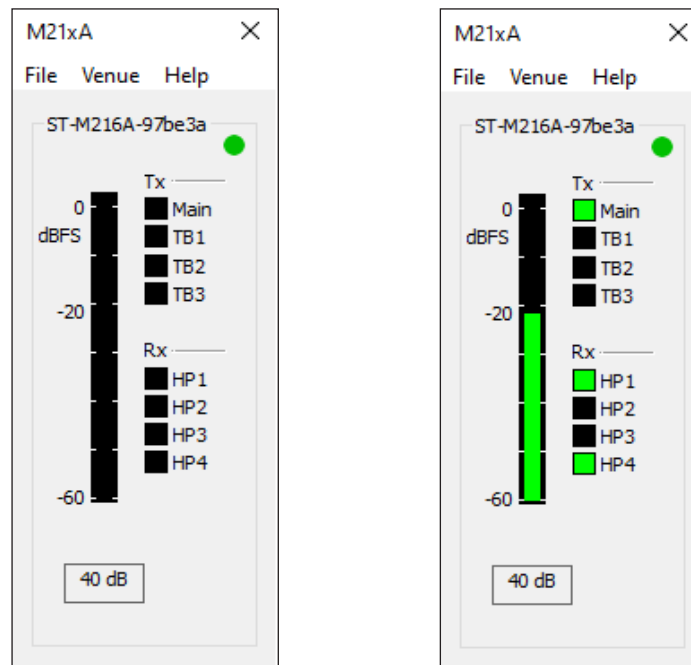 M21xA
File Venue Help
ST-M216A-97be3a
Tx
0 Main
dBFS TB1
TB2
-20 TB3
Rx
HP1
HP2
HP3
HP4
-60
40 dB
M21xA
File Venue Help
ST-M216A-97be3a
Tx
0 Main
dBFS TB1
TB2
-20 TB3
Rx
HP1
HP2
HP3
HP4
-60
40 dB